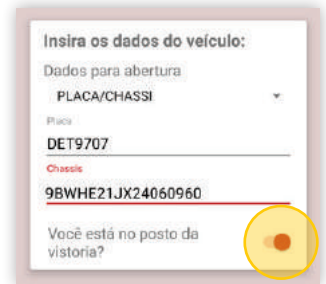 Insira os dados do veículo:
Dados para abertura
PLACA/CHASSI
Placa
DET9707
Chassis
9BWHE21JX24060960
Você está no posto da
vistoria?